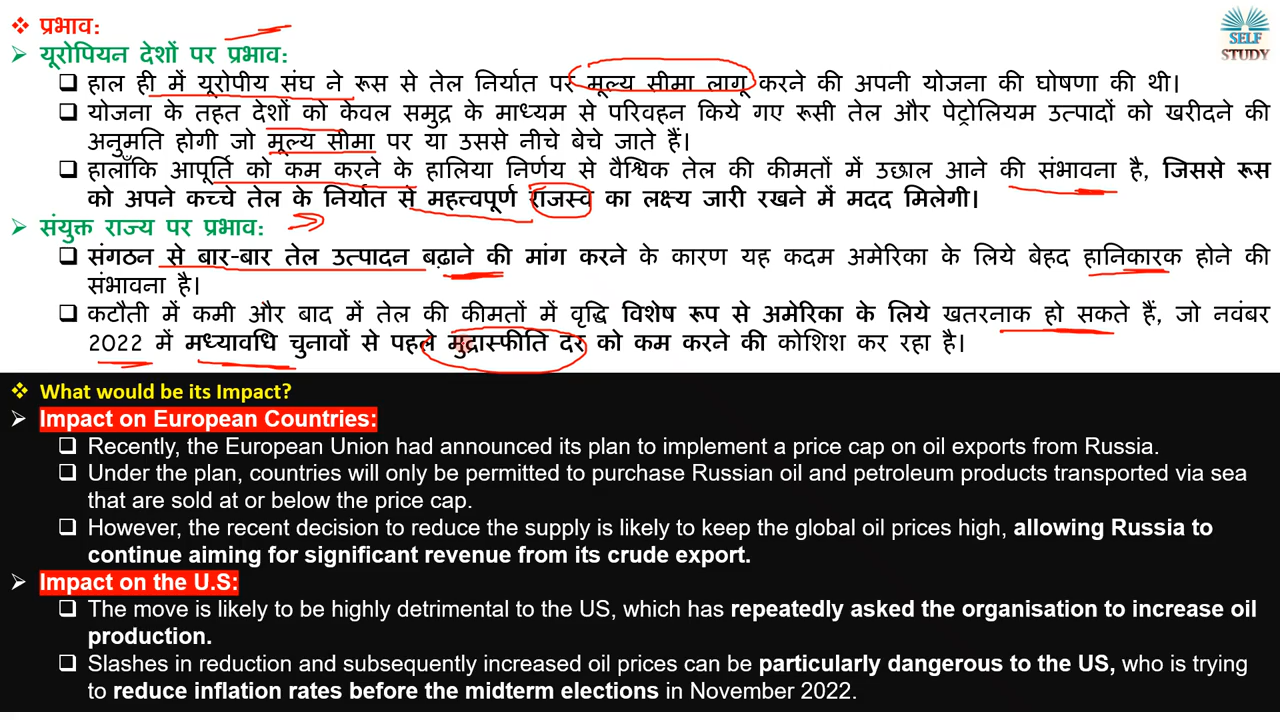 ❖ प्रभाव:
SELF
STUDY
➢ यूरोपियन देशों पर प्रभाव:
❑ हाल ही में यूरोपीय संघ ने रूस से तेल निर्यात पर मूल्य सीमा लागू करने की अपनी योजना की घोषणा की थी।
❑ योजना के तहत देशों को केवल समुद्र के माध्यम से परिवहन किये गए रूसी तेल और पेट्रोलियम उत्पादों को खरीदने की
अनुमति होगी जो मूल्य सीमा पर या उससे नीचे बेचे जाते हैं।
❑ हालाँकि आपूर्ति को कम करने के हालिया निर्णय से वैश्विक तेल की कीमतों में उछाल आने की संभावना है, जिससे रूस
को अपने कच्चे तेल के निर्यात से महत्त्वपूर्ण राजस्व का लक्ष्य जारी रखने में मदद मिलेगी।
➢ संयुक्त राज्य पर प्रभाव:
❑ संगठन से बार-बार तेल उत्पादन बढ़ाने की मांग करने के कारण यह कदम अमेरिका के लिये बेहद हानिकारक होने की
संभावना है।
❑ कटौती में कमी और बाद में तेल की कीमतों में वृद्धि विशेष रूप से अमेरिका के लिये खतरनाक हो सकते हैं, जो नवंबर
2022 में मध्यावधि चुनावों से पहले मुद्रास्फीति दर को कम करने की कोशिश कर रहा है।
❖ What would be its Impact?
➢ Impact on European Countries:
❑ Recently, the European Union had announced its plan to implement a price cap on oil exports from Russia.
❑ Under the plan, countries will only be permitted to purchase Russian oil and petroleum products transported via sea
that are sold at or below the price cap.
❑ However, the recent decision to reduce the supply is likely to keep the global oil prices high, allowing Russia to
continue aiming for significant revenue from its crude export.
➢ Impact on the U.S:
❑ The move is likely to be highly detrimental to the US, which has repeatedly asked the organisation to increase oil
production.
❑ Slashes in reduction and subsequently increased oil prices can be particularly dangerous to the US, who is trying
to reduce inflation rates before the midterm elections in November 2022.